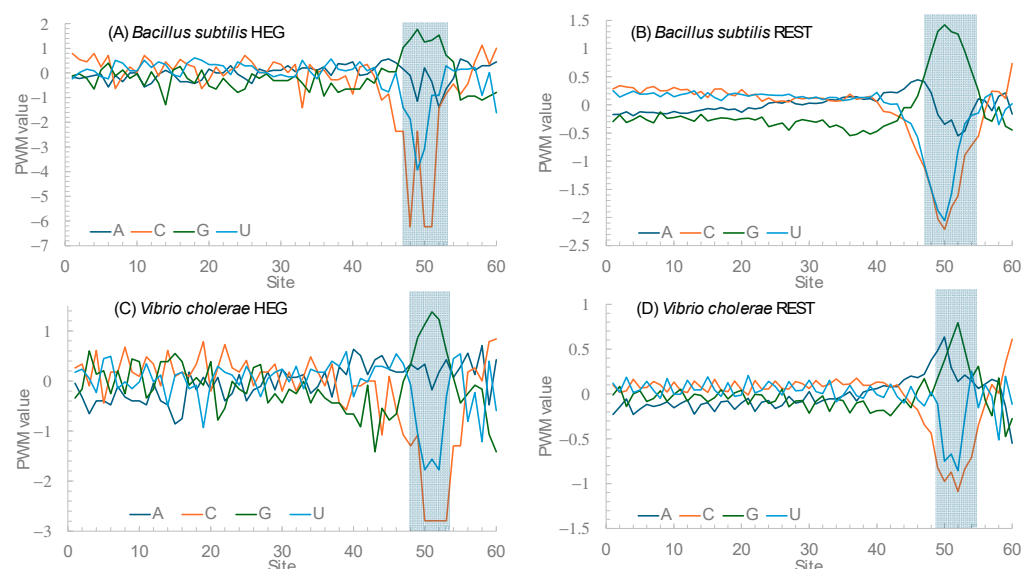 (A) Bacillus subtilis HEG
PWM value
2
1
0
−1
−2
−3
−4
−5
−6
−7
A C G U
0 10 20 30 40 50 60
Site
(B) Bacillus subtilis REST
PWM value
1.5
1
0.5
0
−0.5
−1
−1.5
−2
−2.5
A C G U
0 10 20 30 40 50 60
Site
(C) Vibrio cholerae HEG
PWM value
1
0
−1
−2
−3
A C G U
0 10 20 30 40 50 60
Site
(D) Vibrio cholerae REST
PWM value
1
0.5
0
−0.5
−1
−1.5
A C G U
0 10 20 30 40 50 60
Site